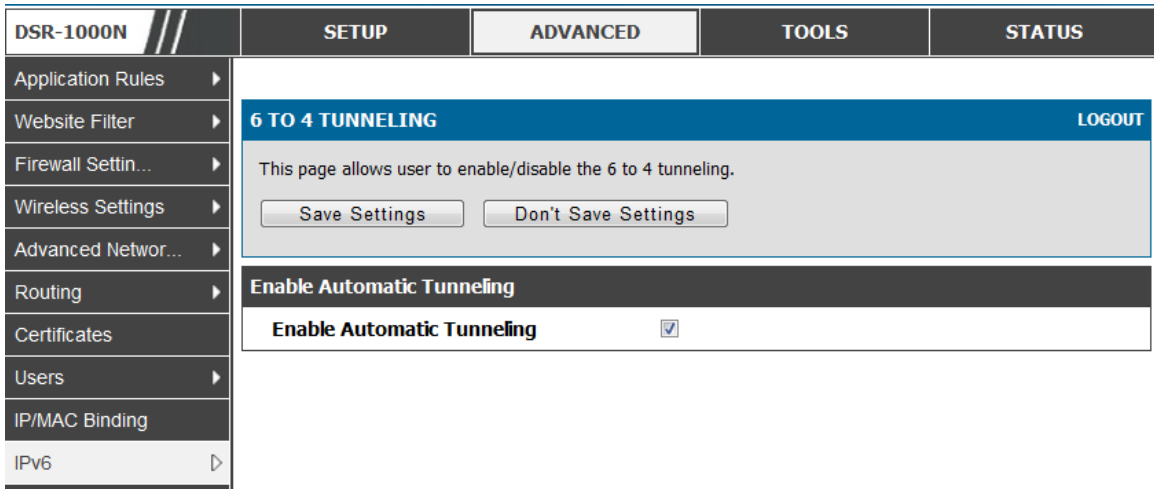 DSR-1000N
SETUP
ADVANCED
TOOLS
STATUS
Application Rules
Website Filter
Firewall Settin...
Wireless Settings
Advanced Networ...
Routing
Certificates
Users
IP/MAC Binding
IPv6
6 TO 4 TUNNELING
LOGOUT
This page allows user to enable/disable the 6 to 4 tunneling.
Save Settings
Don't Save Settings
Enable Automatic Tunneling
Enable Automatic Tunneling